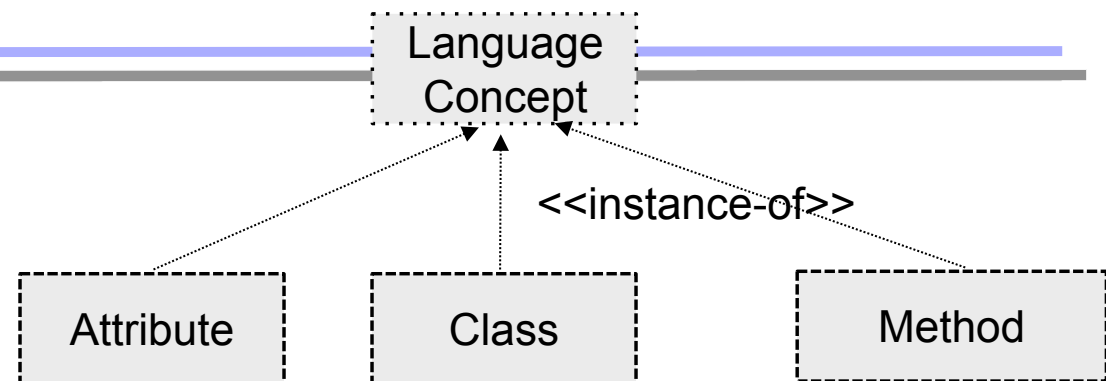 Language
Concept
<<instance-of>>
Attribute
Class
Method